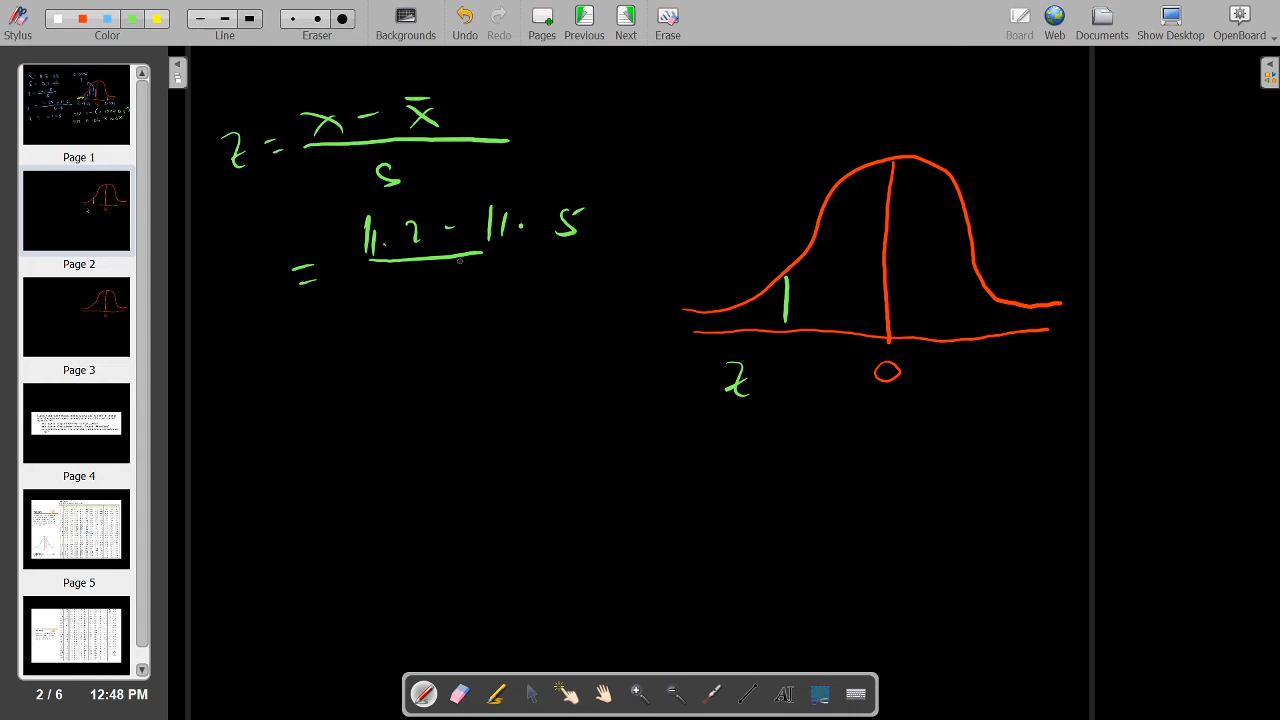 Stylus
Color
Line
Eraser
Backgrounds
Undo
Redo
Pages
Previous
Next
Erase
Board
Web
Documents
Show Desktop
OpenBoard
Page 1
Page 2
Page 3
Page 4
Page 5
2 / 6
12:48 PM
z = x - x̄
s
= 11.2 - 11.5
z
0
AI